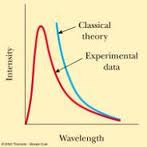 Classical
theory
Experimental
data
Intensity
Wavelength